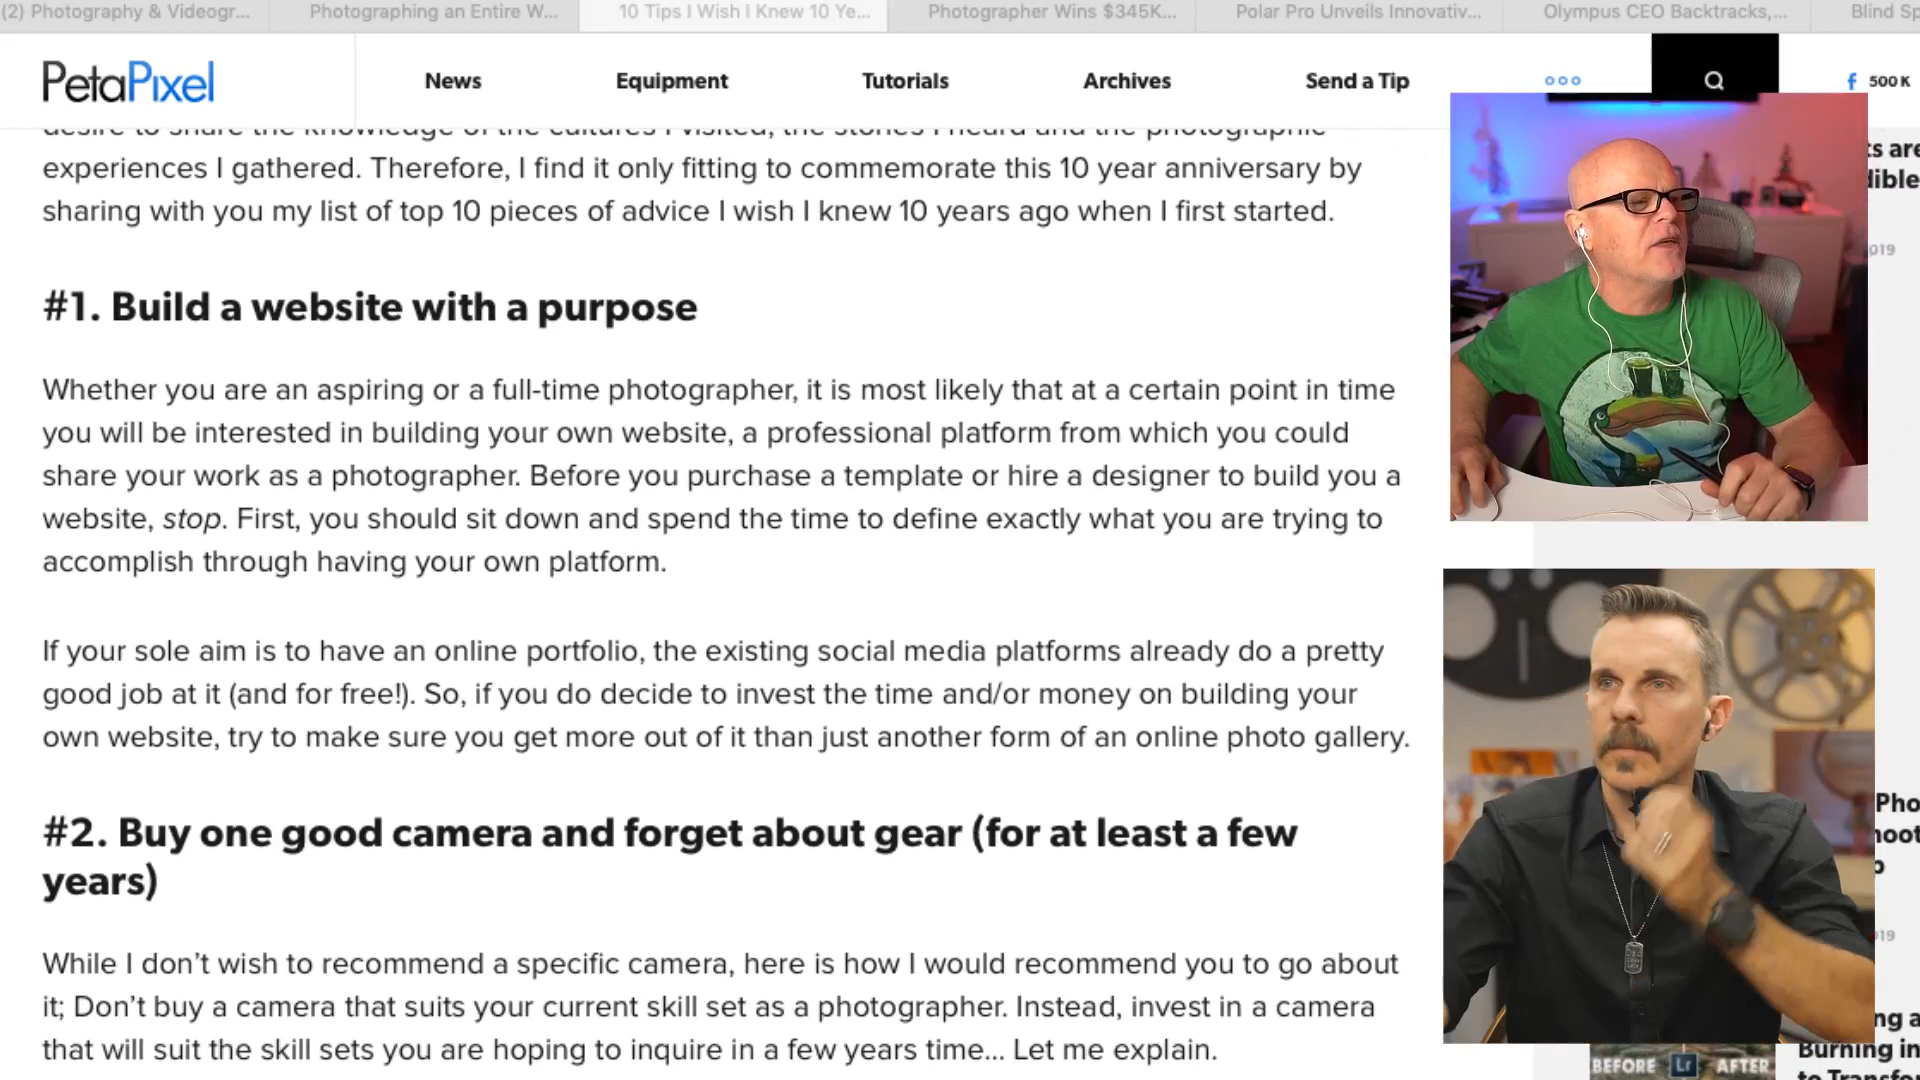 (2) Photography & Videogr...
Photographing an Entire W...
10 Tips I Wish I Knew 10 Ye...
Photographer Wins $345K...
Polar Pro Unveils Innovativ...
Olympus CEO Backtracks,...
Blind Sp
PetaPixel
News
Equipment
Tutorials
Archives
Send a Tip
500 K
desire to share the knowledge of the cultures I visited, the stories I heard and the photographic
experiences I gathered. Therefore, I find it only fitting to commemorate this 10 year anniversary by
sharing with you my list of top 10 pieces of advice I wish I knew 10 years ago when I first started.
#1. Build a website with a purpose
Whether you are an aspiring or a full-time photographer, it is most likely that at a certain point in time
you will be interested in building your own website, a professional platform from which you could
share your work as a photographer. Before you purchase a template or hire a designer to build you a
website, stop. First, you should sit down and spend the time to define exactly what you are trying to
accomplish through having your own platform.
If your sole aim is to have an online portfolio, the existing social media platforms already do a pretty
good job at it (and for free!). So, if you do decide to invest the time and/or money on building your
own website, try to make sure you get more out of it than just another form of an online photo gallery.
#2. Buy one good camera and forget about gear (for at least a few
years)
While I don’t wish to recommend a specific camera, here is how I would recommend you to go about
it; Don’t buy a camera that suits your current skill set as a photographer. Instead, invest in a camera
that will suit the skill sets you are hoping to inquire in a few years time... Let me explain.
ts are
dible
019
Pho
hoot
19
ng a
Burning in
BEFORE Lr AFTER